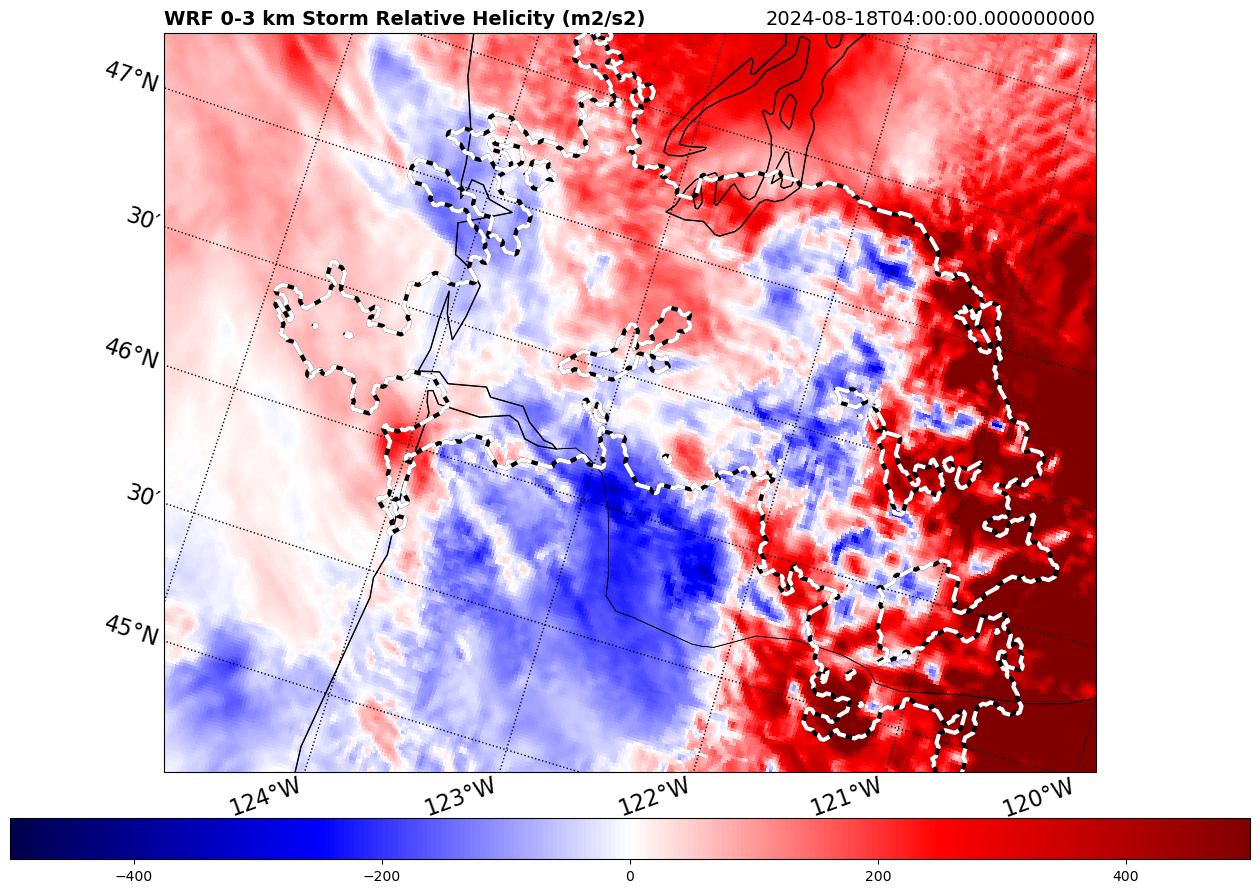 WRF 0-3 km Storm Relative Helicity (m2/s2) 2024-08-18T04:00:00.000000000
47°N
30′
46°N
30′
45°N
124°W 123°W 122°W 121°W 120°W
−400 −200 0 200 400